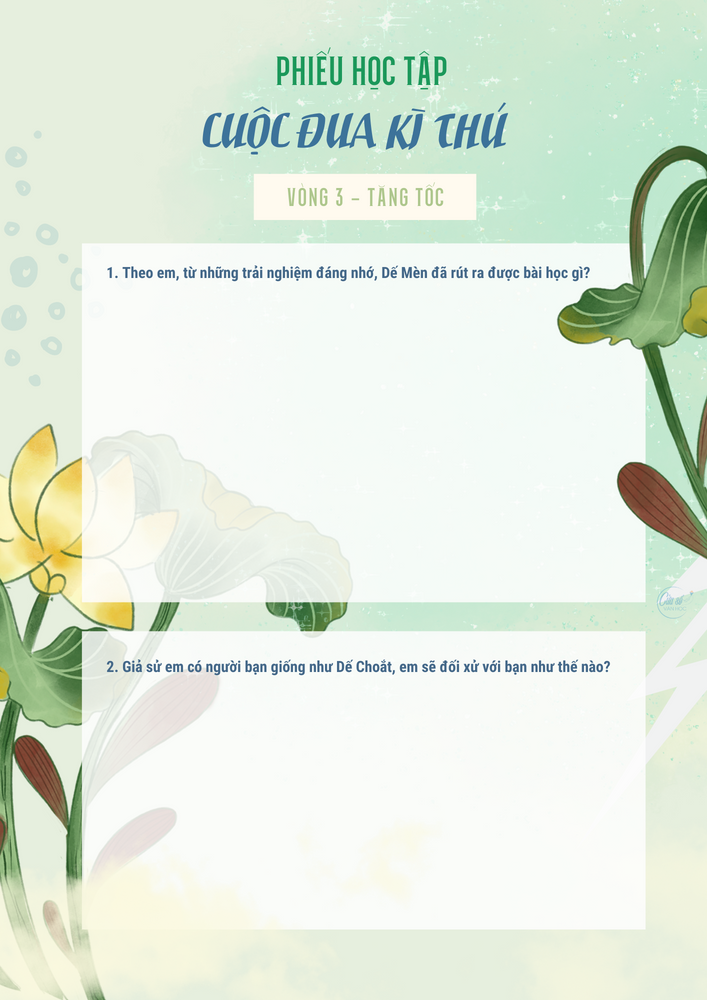 PHIẾU HỌC TẬP
CUỘC ĐUA KÌ THÚ
VÒNG 3 – TĂNG TỐC
1. Theo em, từ những trải nghiệm đáng nhớ, Dế Mèn đã rút ra được bài học gì?
2. Giả sử em có người bạn giống như Dế Choắt, em sẽ đối xử với bạn như thế nào?